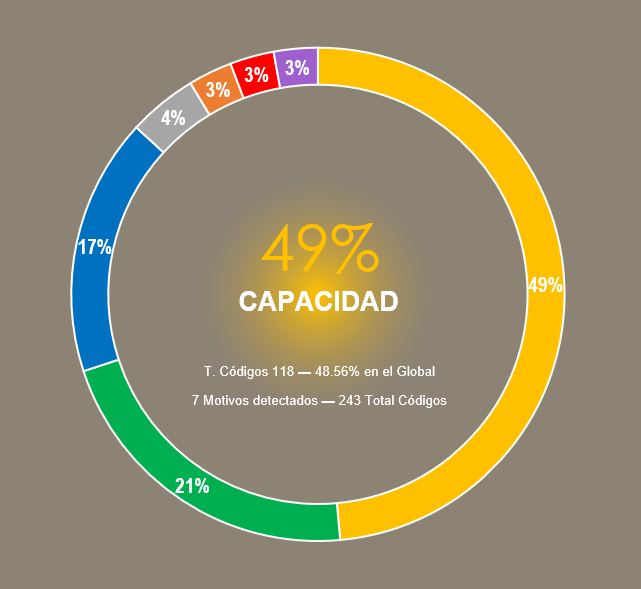 3%
3%
3%
4%
17%
49%
CAPACIDAD
49%
T. Códigos 118 — 48.56% en el Global
7 Motivos detectados — 243 Total Códigos
21%